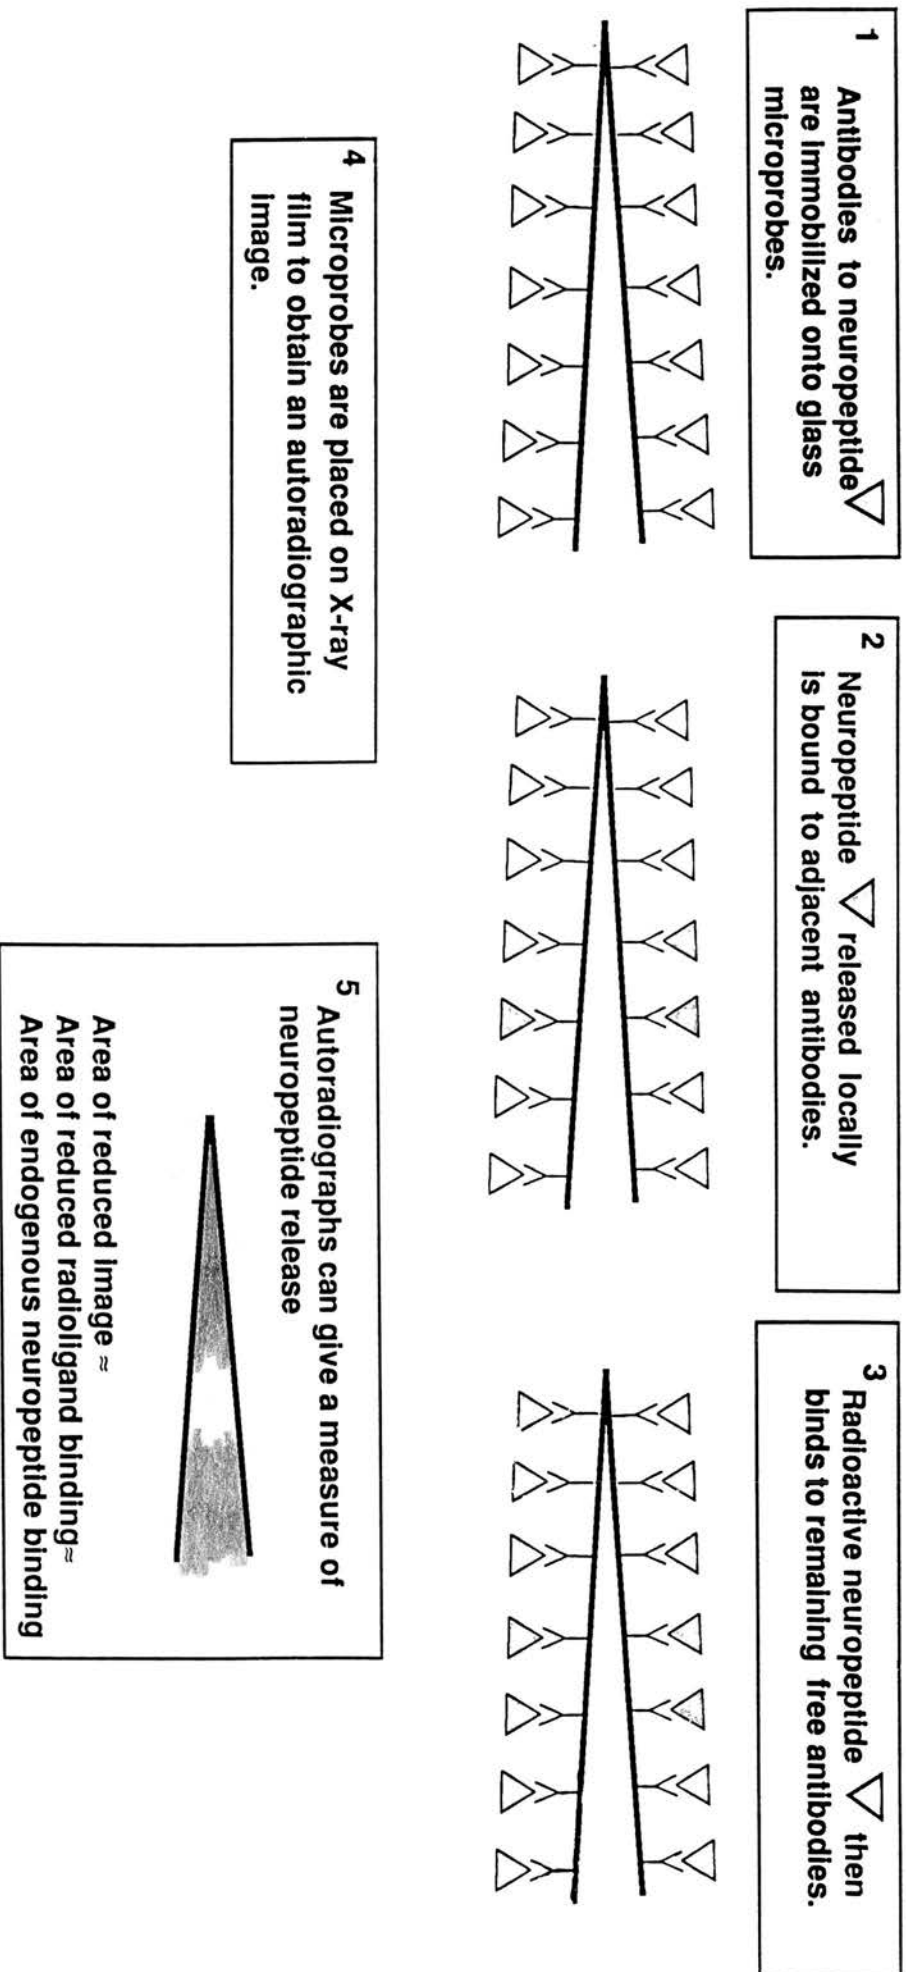 1
Antibodies to neuropeptide
are immobilized onto glass
microprobes.
2
Neuropeptide released locally
is bound to adjacent antibodies.
3
Radioactive neuropeptide then
binds to remaining free antibodies.
4
Microprobes are placed on X-ray
film to obtain an autoradiographic
image.
5
Autoradiographs can give a measure of
neuropeptide release
Area of reduced image ≈
Area of reduced radioligand binding≈
Area of endogenous neuropeptide binding